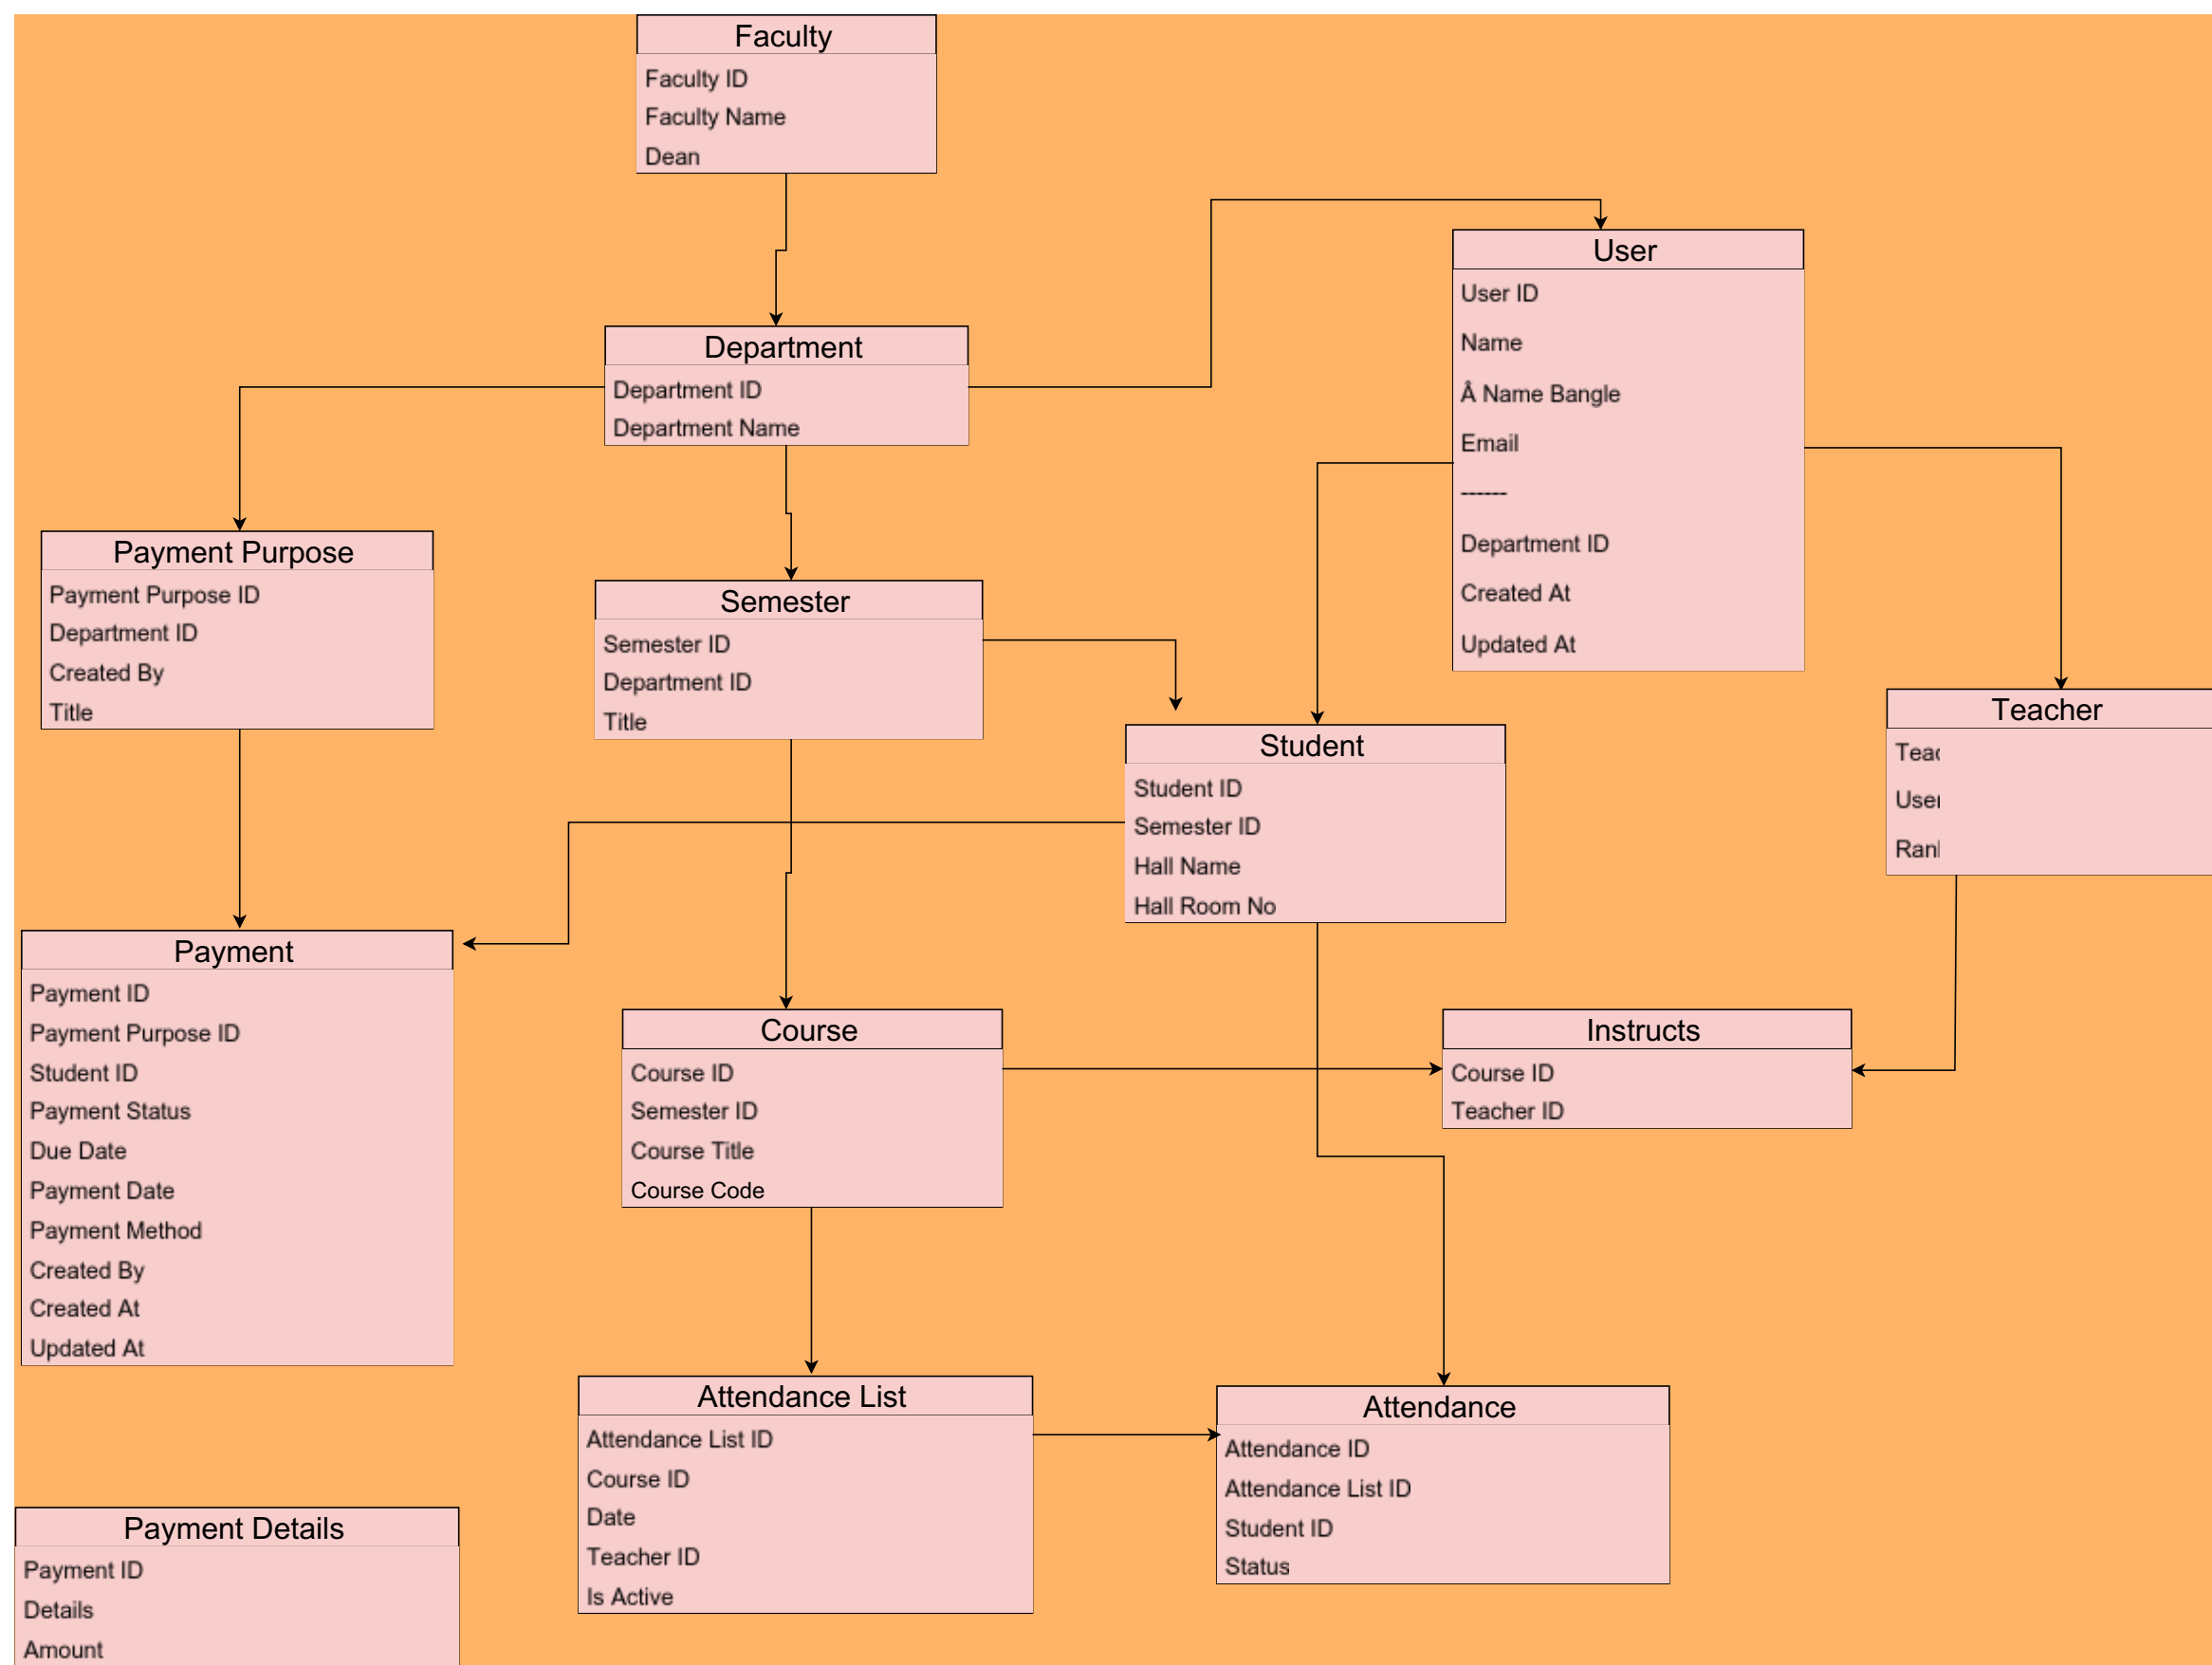 Faculty
Faculty ID
Faculty Name
Dean
User
User ID
Name
Â Name Bangle
Email
------
Department ID
Created At
Updated At
Department
Department ID
Department Name
Payment Purpose
Payment Purpose ID
Department ID
Created By
Title
Semester
Semester ID
Department ID
Title
Student
Student ID
Semester ID
Hall Name
Hall Room No
Teacher
User
Payment
Payment ID
Payment Purpose ID
Student ID
Payment Status
Due Date
Payment Date
Payment Method
Created By
Created At
Updated At
Course
Course ID
Semester ID
Course Title
Course Code
Instructs
Course ID
Teacher ID
Attendance List
Attendance List ID
Course ID
Date
Teacher ID
Is Active
Attendance
Attendance ID
Attendance List ID
Student ID
Status
Payment Details
Payment ID
Details
Amount